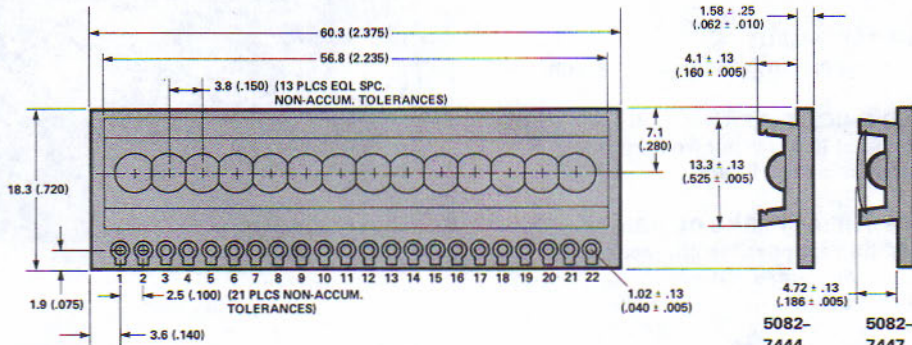 60.3 (2.375)
56.8 (2.235)
3.8 (.150) (13 PLCS EQL SPC.
NON-ACCUM. TOLERANCES)
1.58 ± .25
(.062 ± .010)
4.1 ± .13
(.160 ± .005)
7.1
(.280)
18.3 (.720)
13.3 ± .13
(.525 ± .005)
1 2 3 4 5 6 7 8 9 10 11 12 13 14 15 16 17 18 19 20 21 22
1.9 (.075)
2.5 (.100) (21 PLCS NON-ACCUM.
TOLERANCES)
3.6 (.140)
1.02 ± .13
(.040 ± .005)
4.72 ± .13
(.186 ± .005)
5082– 5082–
7444 7447